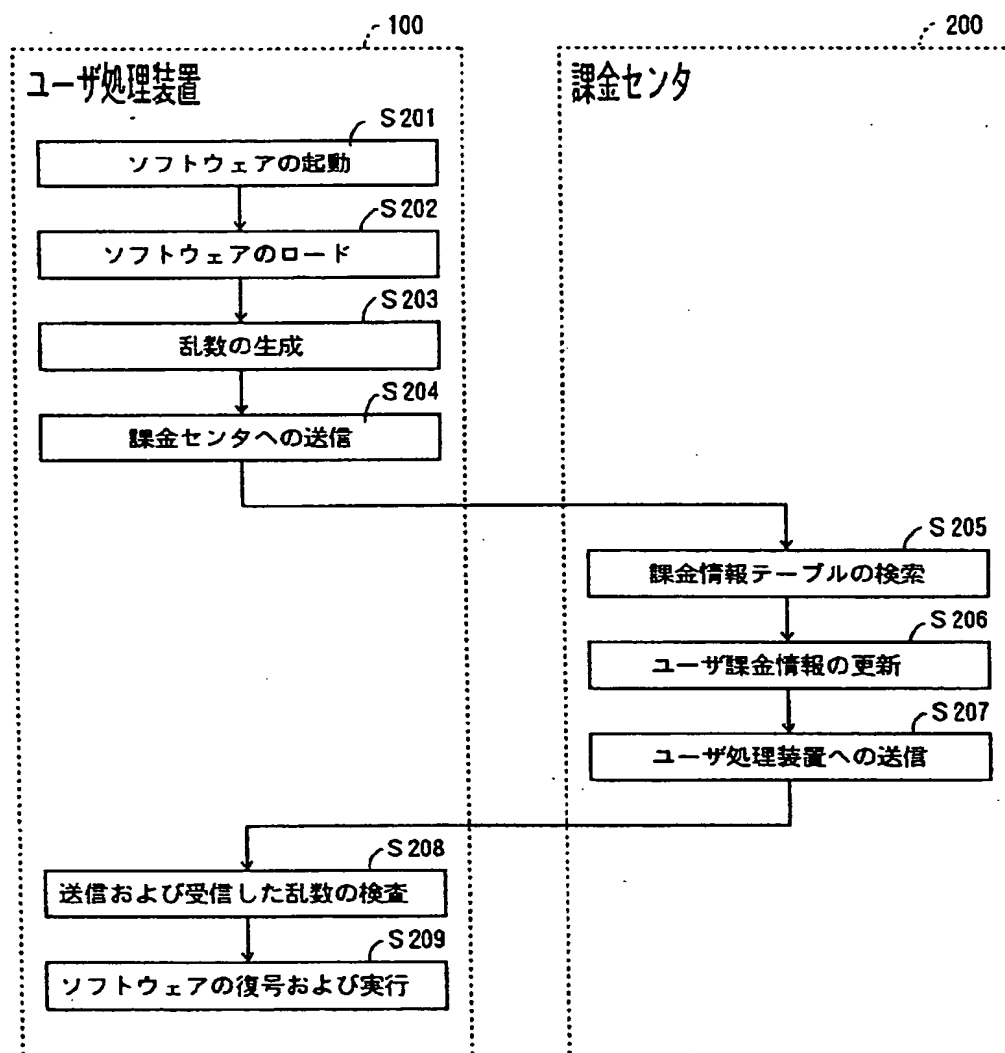 100
200
ユーザ処理装置
課金センタ
S201
ソフトウェアの起動
S202
ソフトウェアのロード
S203
乱数の生成
S204
課金センタへの送信
S205
課金情報テーブルの検索
S206
ユーザ課金情報の更新
S207
ユーザ処理装置への送信
S208
送信および受信した乱数の検査
S209
ソフトウェアの復号および実行